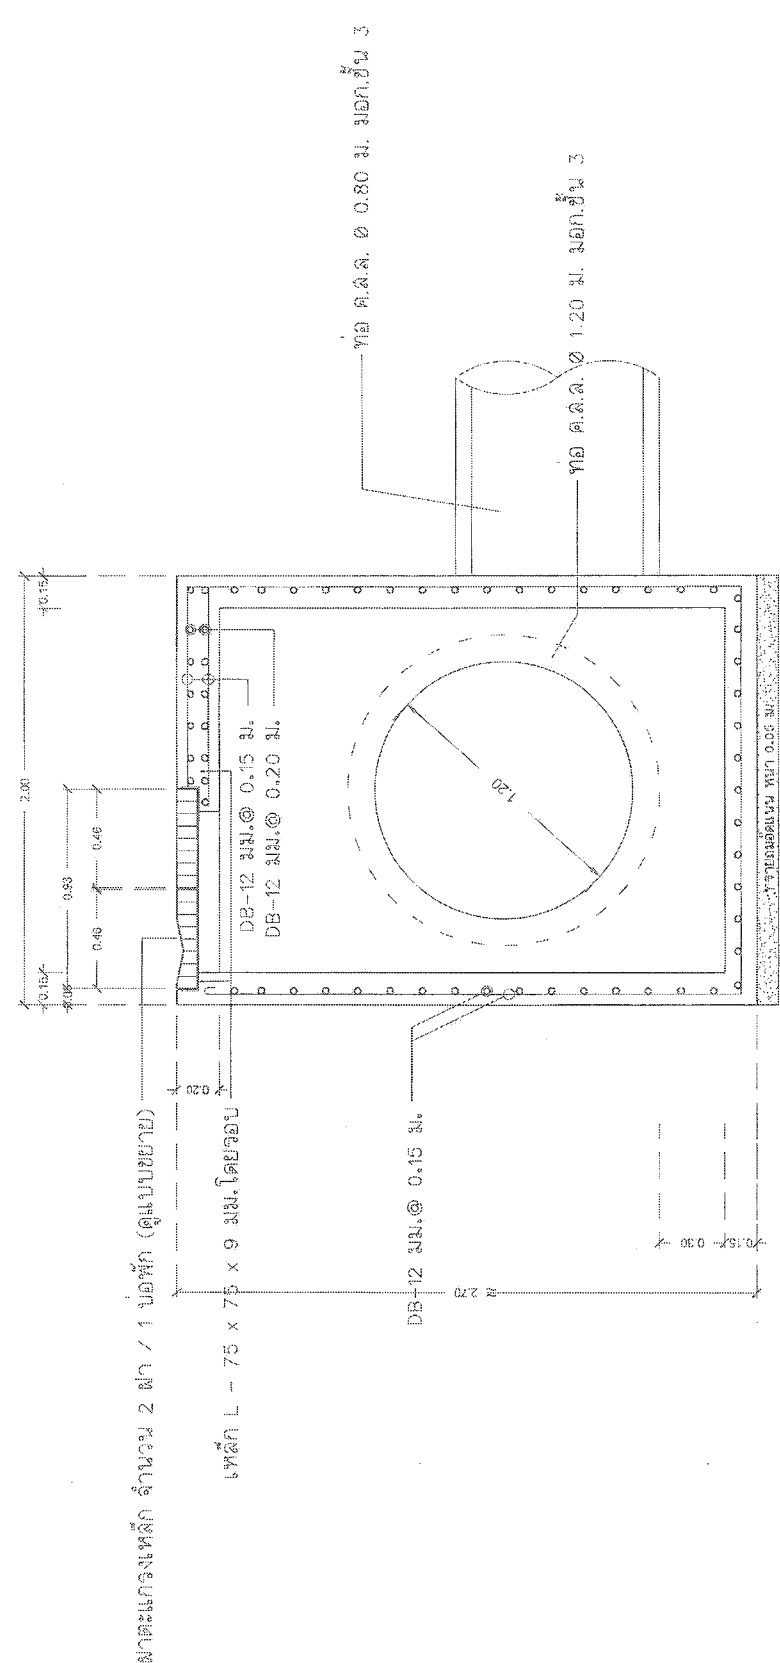 ฝาตะแกรงเหล็ก จำนวน 2 ฝา / 1 บ่อพัก (ดูแบบขยาย)
เหล็ก L - 75 x 75 x 9 มม.โดยรอบ
2.00
0.15
0.15
0.93
0.46
0.46
0.20
DB-12 มม.@ 0.15 ม.
DB-12 มม.@ 0.20 ม.
ท่อ ค.ส.ล. Ø 0.80 ม. มอก.ชั้น 3
ท่อ ค.ส.ล. Ø 1.20 ม. มอก.ชั้น 3
1.20
DB-12 มม.@ 0.15 ม.
2.70
0.30
0.15
ทรายบดอัดแน่น หนา 0.05 ม.